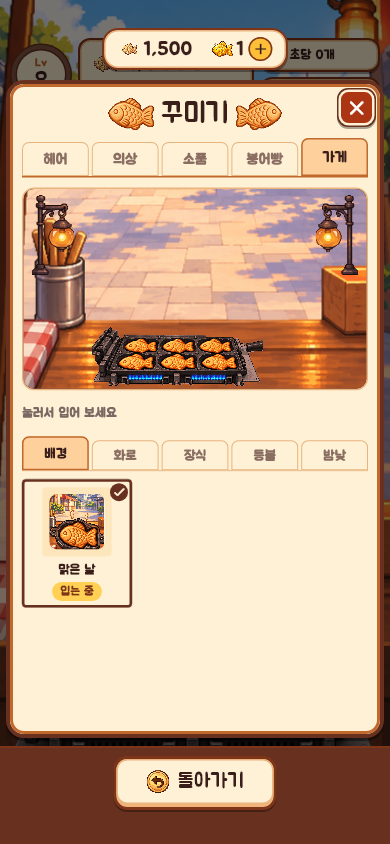 1,500 1
Lv
초당 0개
꾸미기
헤어 의상 소품 붕어빵 가게
눌러서 입어 보세요
배경 화로 장식 등불 밤낮
맑은 날
입는 중
돌아가기